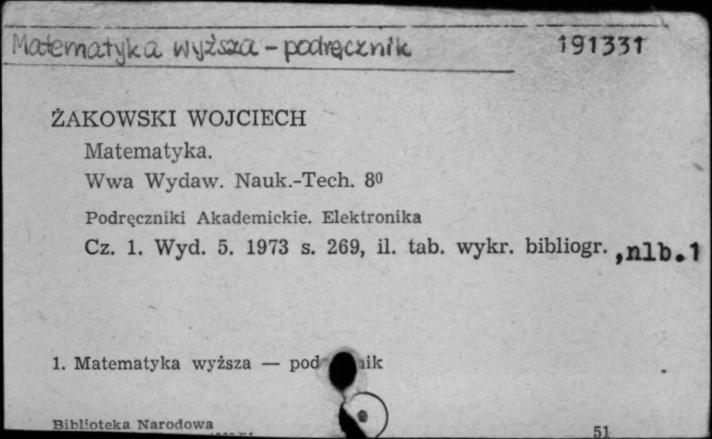 Matematyka wyższa - podręcznik 191331
ŻAKOWSKI WOJCIECH
Matematyka.
Wwa Wydaw. Nauk.-Tech. 8⁰
Podręczniki Akademickie. Elektronika
Cz. 1. Wyd. 5. 1973 s. 269, il. tab. wykr. bibliogr. ,nlb.1
1. Matematyka wyższa — pod nik
Biblioteka Narodowa 51